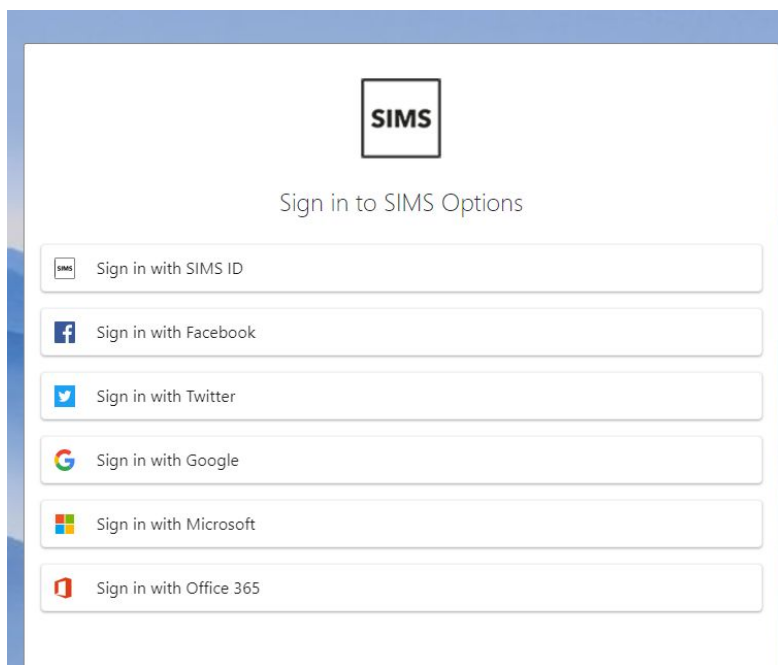 SIMS
Sign in to SIMS Options
SIMS Sign in with SIMS ID
Sign in with Facebook
Sign in with Twitter
Sign in with Google
Sign in with Microsoft
Sign in with Office 365